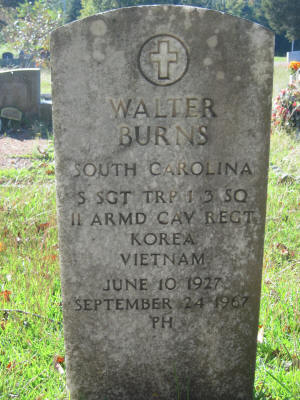 WALTER
BURNS
SOUTH CAROLINA
S SGT TRP I 3 SQ
11 ARMD CAV REGT
KOREA
VIETNAM
JUNE 10 1927
SEPTEMBER 24 1967
PH